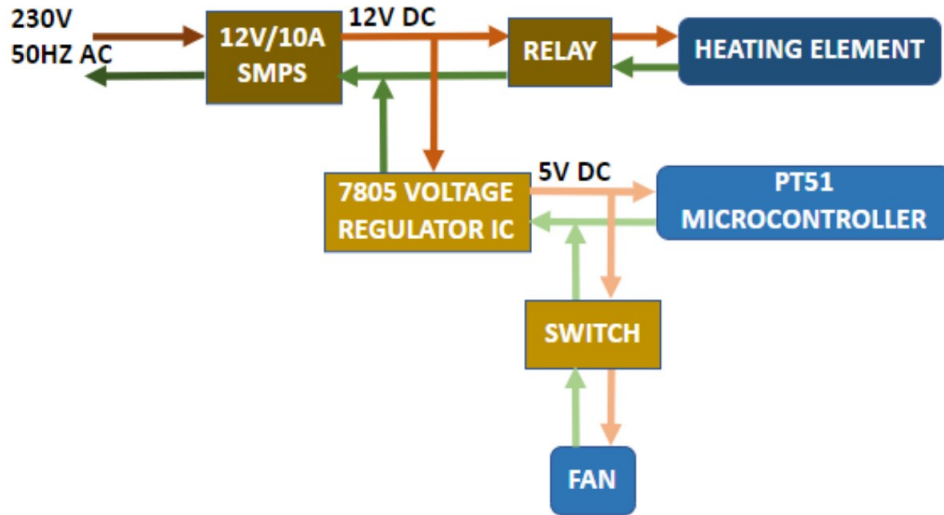 230V
50HZ AC
12V/10A
SMPS
12V DC
RELAY
HEATING ELEMENT
7805 VOLTAGE
REGULATOR IC
5V DC
PT51
MICROCONTROLLER
SWITCH
FAN